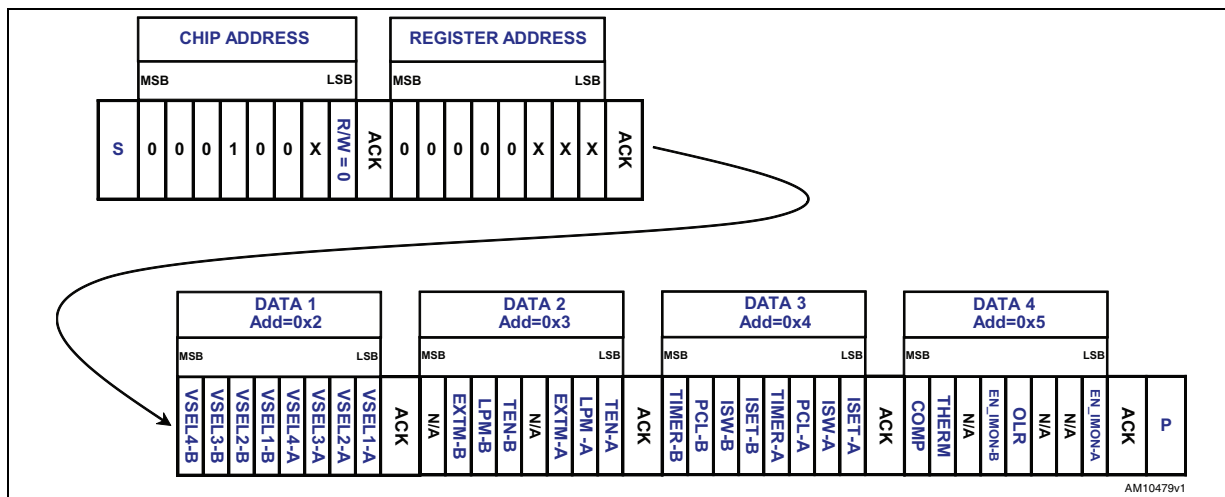 CHIP ADDRESS REGISTER ADDRESS
MSB LSB MSB LSB
S 0 0 0 1 0 0 X R/W = 0 ACK 0 0 0 0 0 X X X ACK
DATA 1 DATA 2 DATA 3 DATA 4
Add=0x2 Add=0x3 Add=0x4 Add=0x5
MSB LSB MSB LSB MSB LSB MSB LSB
VSEL4-B VSEL3-B VSEL2-B VSEL1-B VSEL4-A VSEL3-A VSEL2-A VSEL1-A ACK N/A EXTM-B LPM-B TEN-B N/A EXTM-A LPM -A TEN-A ACK TIMER-B PCL-B ISW-B ISET-B TIMER-A PCL-A ISW-A ISET-A ACK COMP THERM N/A EN_IMON-B OLR N/A N/A EN_IMON-A ACK P
AM10479v1